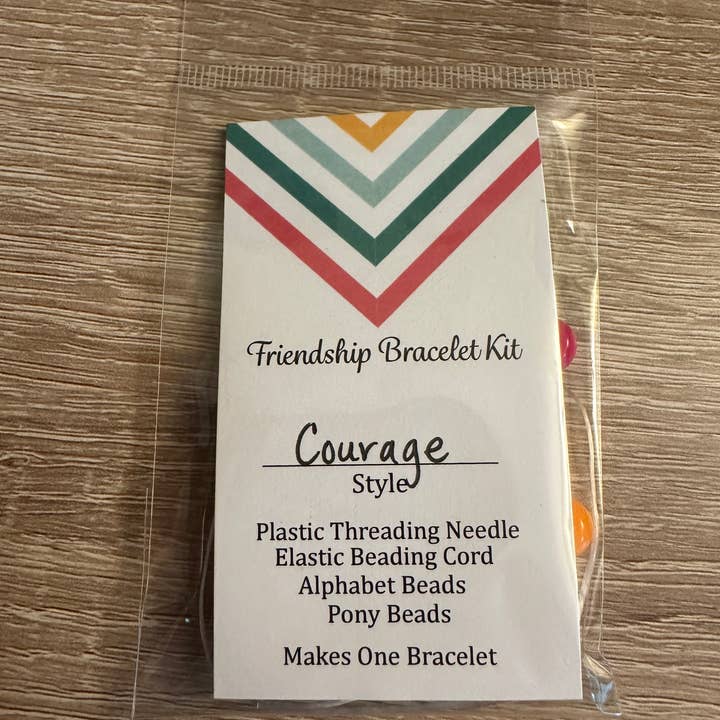 Friendship Bracelet Kit
Courage
Style
Plastic Threading Needle
Elastic Beading Cord
Alphabet Beads
Pony Beads
Makes One Bracelet